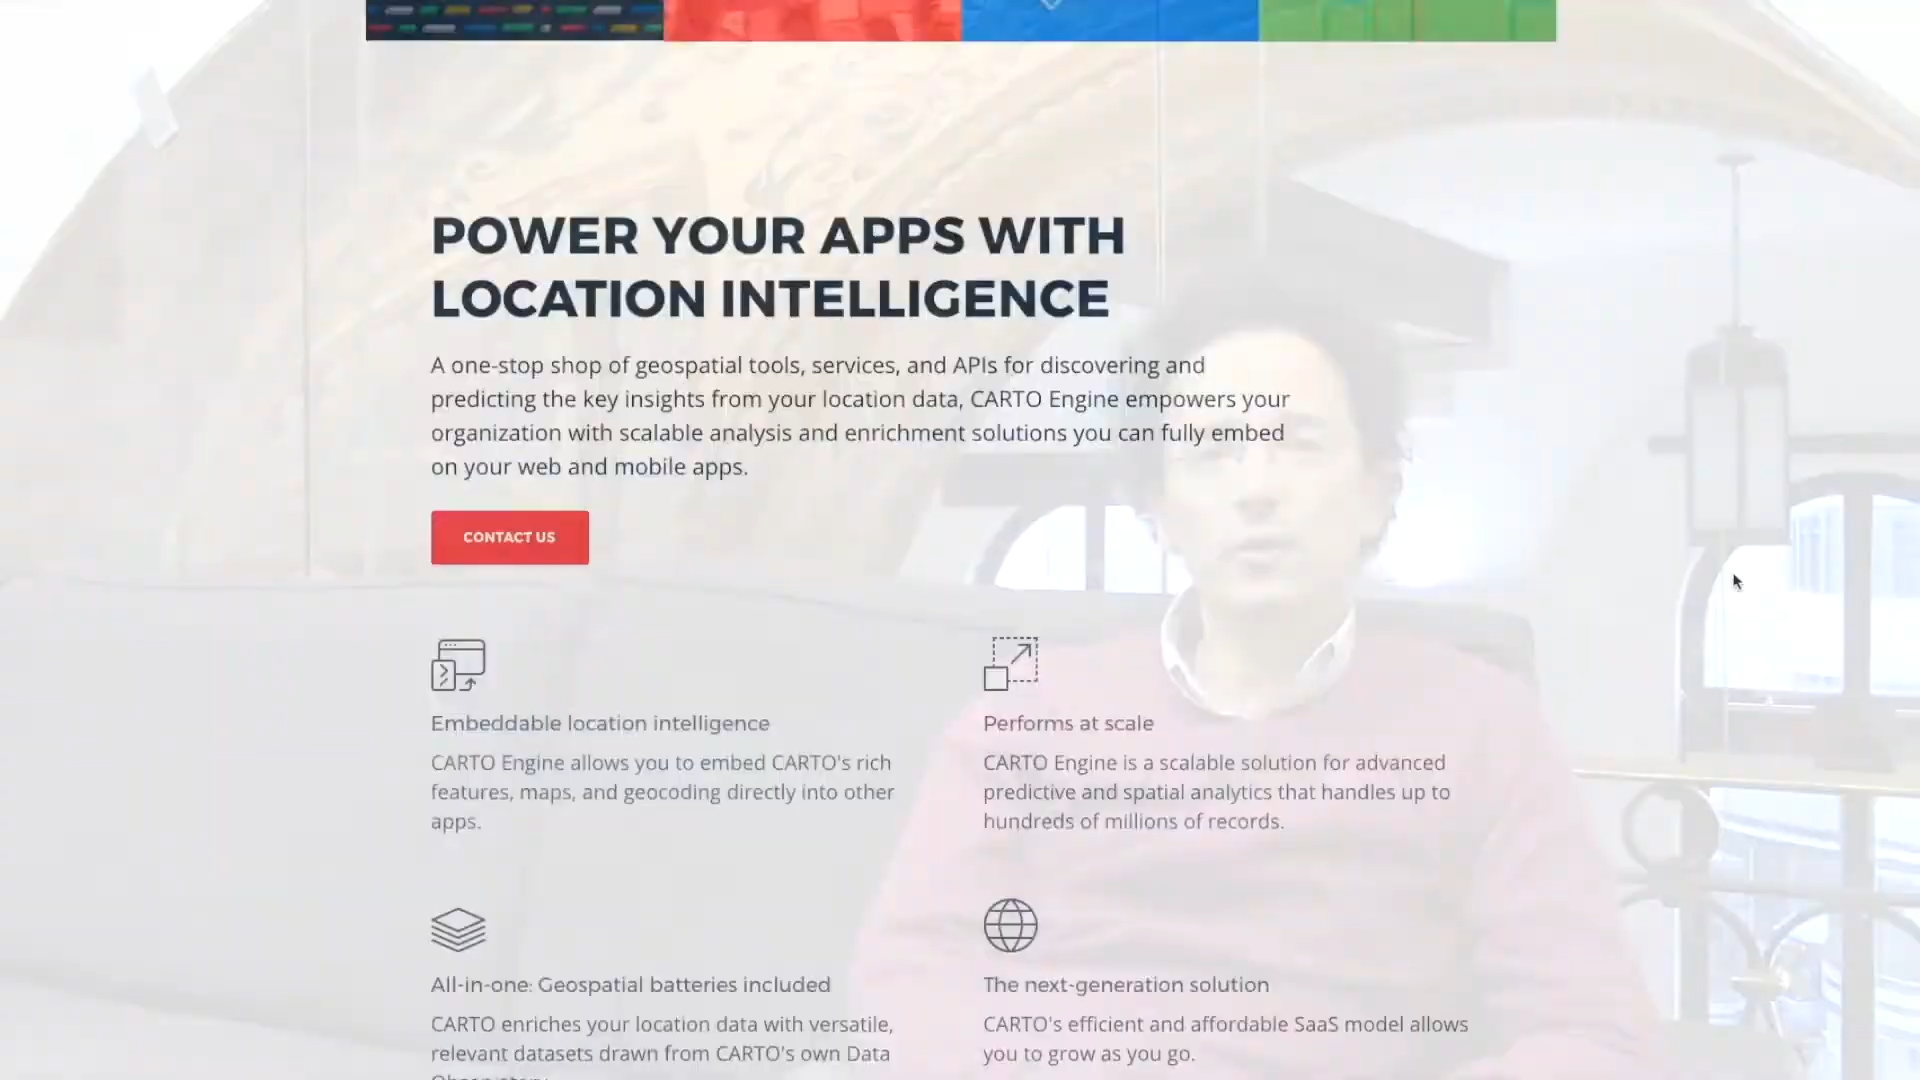 POWER YOUR APPS WITH
LOCATION INTELLIGENCE
A one-stop shop of geospatial tools, services, and APIs for discovering and
predicting the key insights from your location data, CARTO Engine empowers your
organization with scalable analysis and enrichment solutions you can fully embed
on your web and mobile apps.
CONTACT US
Embeddable location intelligence
CARTO Engine allows you to embed CARTO's rich
features, maps, and geocoding directly into other
apps.
Performs at scale
CARTO Engine is a scalable solution for advanced
predictive and spatial analytics that handles up to
hundreds of millions of records.
All-in-one: Geospatial batteries included
CARTO enriches your location data with versatile,
relevant datasets drawn from CARTO's own Data
The next-generation solution
CARTO's efficient and affordable SaaS model allows
you to grow as you go.